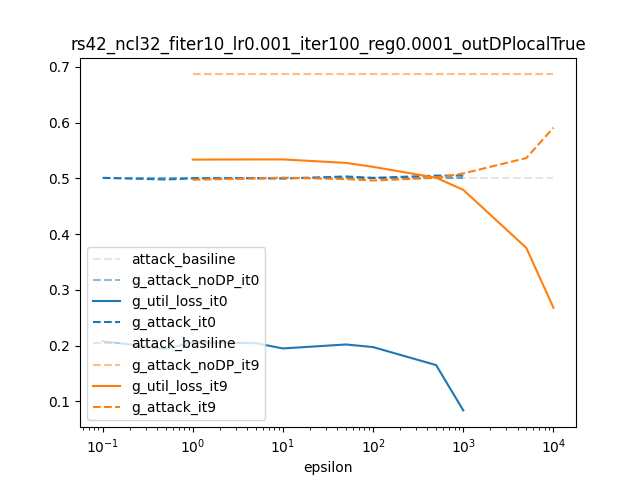 rs42_ncl32_fiter10_lr0.001_iter100_reg0.0001_outDPlocalTrue
0.7
0.6
0.5
0.4
0.3
0.2
0.1
attack_basiline
g_attack_noDP_it0
g_util_loss_it0
g_attack_it0
attack_basiline
g_attack_noDP_it9
g_util_loss_it9
g_attack_it9
10⁻¹ 10⁰ 10¹ 10² 10³ 10⁴
epsilon